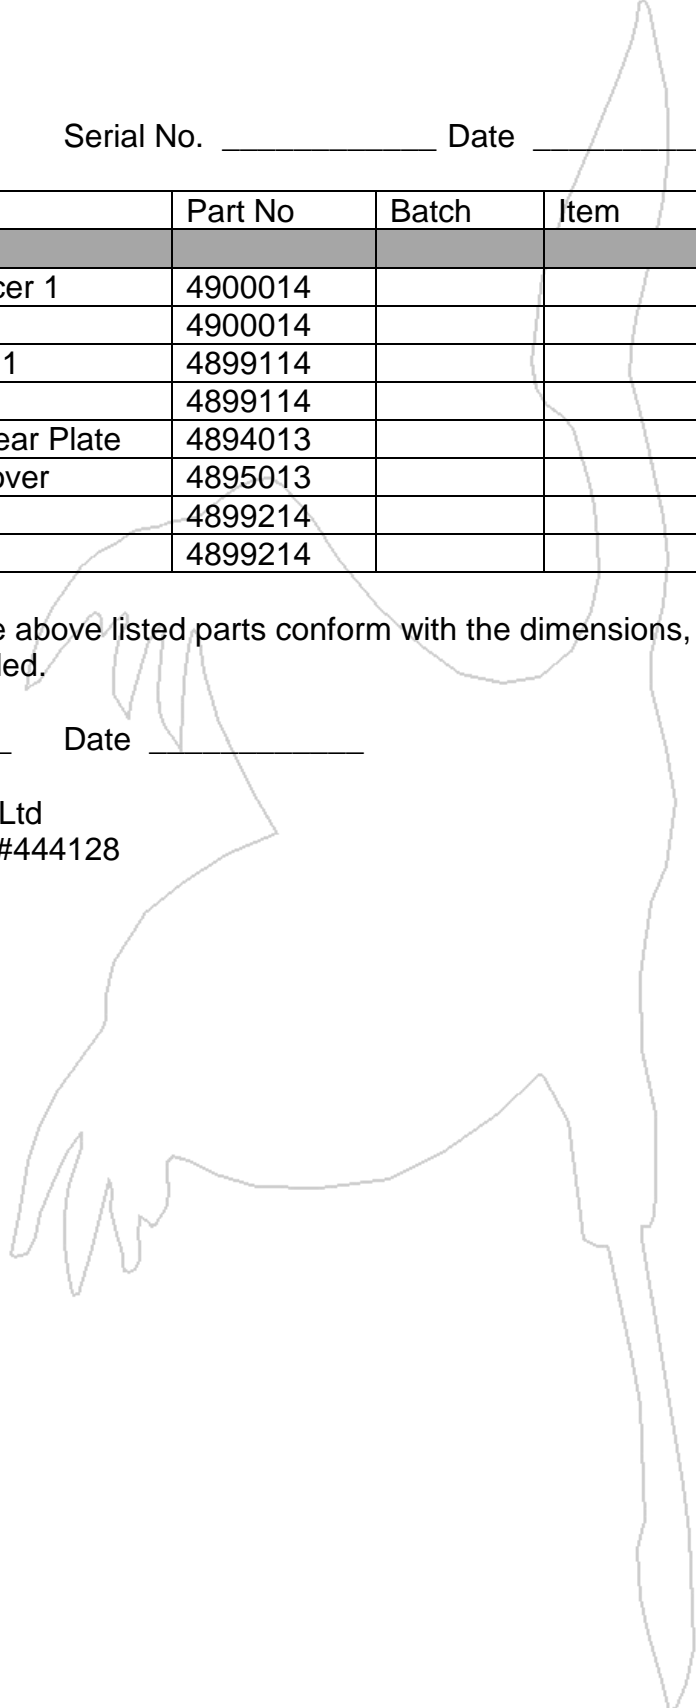 Serial No. ____________ Date _________
Part No Batch Item
cer 1 4900014
4900014
1 4899114
4899114
ear Plate 4894013
over 4895013
4899214
4899214
e above listed parts conform with the dimensions,
led.
_ Date ____________
Ltd
#444128